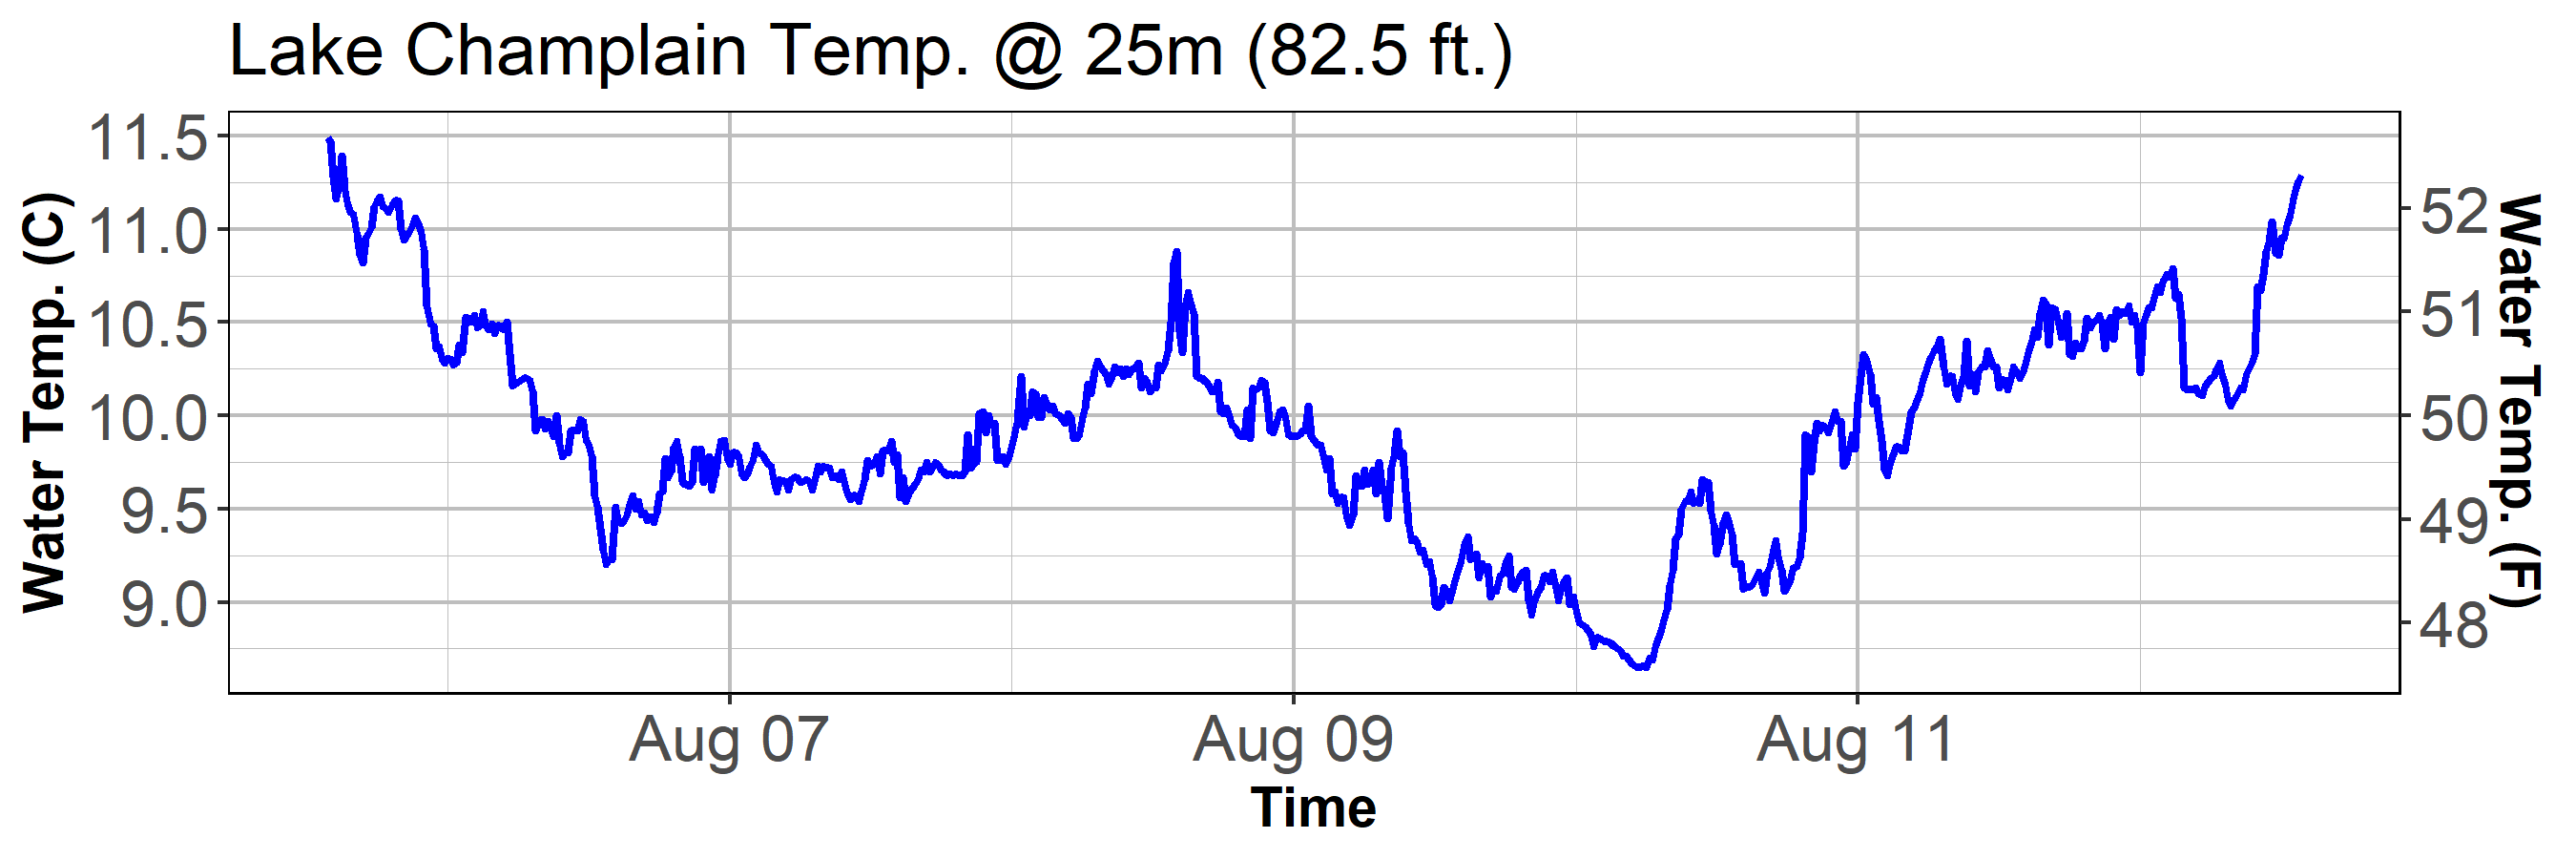 Lake Champlain Temp. @ 25m (82.5 ft.)
Water Temp. (C)
11.5
11.0
10.5
10.0
9.5
9.0
52
51
50
49
48
Water Temp. (F)
Aug 07
Aug 09
Aug 11
Time